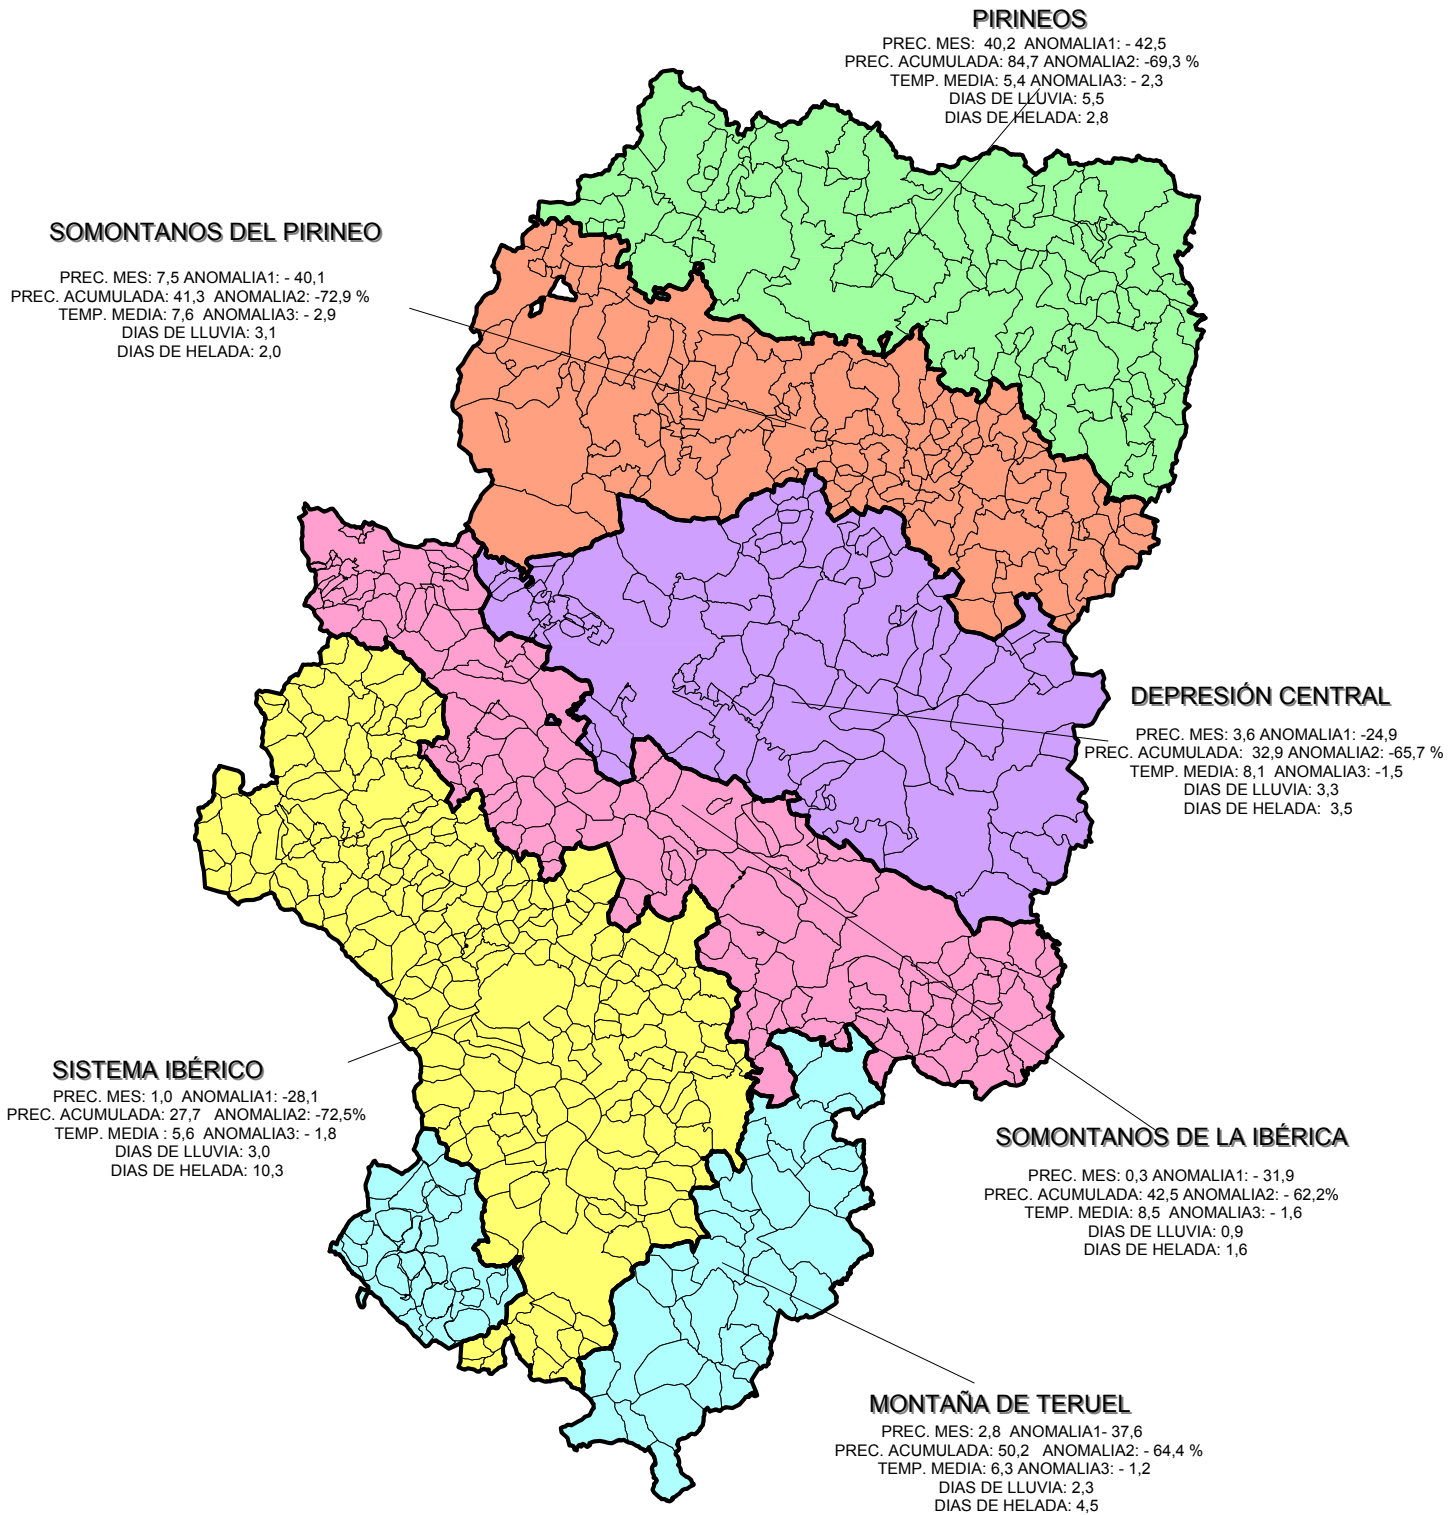 PIRINEOS
PREC. MES: 40,2 ANOMALIA1: - 42,5
PREC. ACUMULADA: 84,7 ANOMALIA2: -69,3 %
TEMP. MEDIA: 5,4 ANOMALIA3: - 2,3
DIAS DE LLUVIA: 5,5
DIAS DE HELADA: 2,8
SOMONTANOS DEL PIRINEO
PREC. MES: 7,5 ANOMALIA1: - 40,1
PREC. ACUMULADA: 41,3 ANOMALIA2: -72,9 %
TEMP. MEDIA: 7,6 ANOMALIA3: - 2,9
DIAS DE LLUVIA: 3,1
DIAS DE HELADA: 2,0
DEPRESIÓN CENTRAL
PREC. MES: 3,6 ANOMALIA1: -24,9
PREC. ACUMULADA: 32,9 ANOMALIA2: -65,7 %
TEMP. MEDIA: 8,1 ANOMALIA3: -1,5
DIAS DE LLUVIA: 3,3
DIAS DE HELADA: 3,5
SISTEMA IBÉRICO
PREC. MES: 1,0 ANOMALIA1: -28,1
PREC. ACUMULADA: 27,7 ANOMALIA2: -72,5%
TEMP. MEDIA : 5,6 ANOMALIA3: - 1,8
DIAS DE LLUVIA: 3,0
DIAS DE HELADA: 10,3
SOMONTANOS DE LA IBÉRICA
PREC. MES: 0,3 ANOMALIA1: - 31,9
PREC. ACUMULADA: 42,5 ANOMALIA2: - 62,2%
TEMP. MEDIA: 8,5 ANOMALIA3: - 1,6
DIAS DE LLUVIA: 0,9
DIAS DE HELADA: 1,6
MONTAÑA DE TERUEL
PREC. MES: 2,8 ANOMALIA1- 37,6
PREC. ACUMULADA: 50,2 ANOMALIA2: - 64,4 %
TEMP. MEDIA: 6,3 ANOMALIA3: - 1,2
DIAS DE LLUVIA: 2,3
DIAS DE HELADA: 4,5